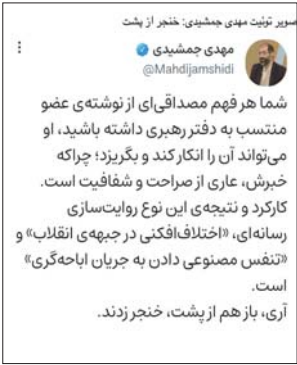 صویر توئیت مهدی جمشیدی: خنجر از پشت
مهدی جمشیدی
@Mahdijamshidi
شما هر فهم مصداقی‌ای از نوشته‌ی عضو
منتسب به دفتر رهبری داشته باشید، او
می‌تواند آن را انکار کند و بگریزد؛ چراکه
خبرش، عاری از صراحت و شفافیت است.
کارکرد و نتیجه‌ی این نوع روایت‌سازی
رسانه‌ای، «اختلاف‌افکنی در جبهه‌ی انقلاب» و
«تنفس مصنوعی دادن به جریان اباحه‌گری»
است.
آری، باز هم از پشت، خنجر زدند.